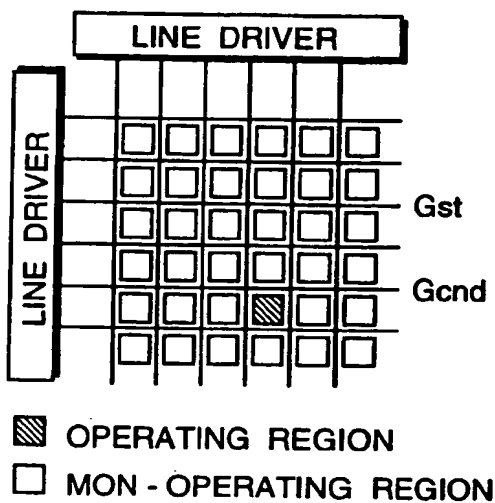 LINE DRIVER
LINE DRIVER
Gst
Gcnd
OPERATING REGION
MON - OPERATING REGION